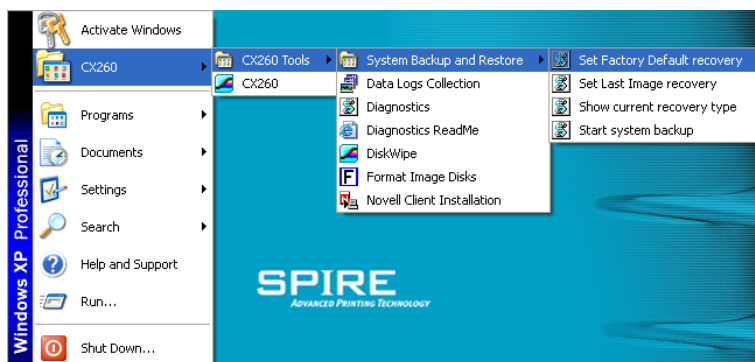 Activate Windows
CX260
Programs
Documents
Settings
Search
Help and Support
Run...
Shut Down...
Windows XP Professional
CX260 Tools
CX260
System Backup and Restore
Data Logs Collection
Diagnostics
Diagnostics ReadMe
DiskWipe
Format Image Disks
Novell Client Installation
Set Factory Default recovery
Set Last Image recovery
Show current recovery type
Start system backup
SPIRE
ADVANCED PRINTING TECHNOLOGY